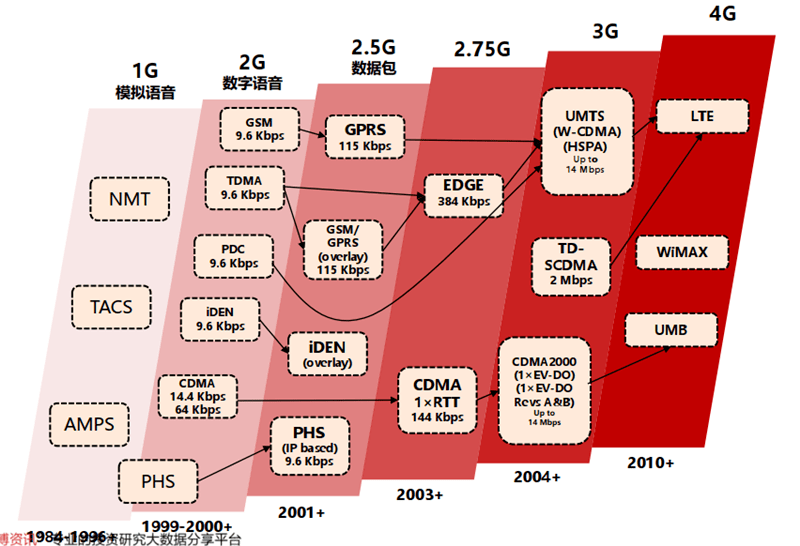 1G
模拟语音
2G
数字语音
2.5G
数据包
2.75G
3G
4G
NMT
TACS
AMPS
PHS
GSM
9.6 Kbps
TDMA
9.6 Kbps
PDC
9.6 Kbps
iDEN
9.6 Kbps
CDMA
14.4 Kbps
64 Kbps
GPRS
115 Kbps
GSM/
GPRS
(overlay)
115 Kbps
iDEN
(overlay)
PHS
(IP based)
9.6 Kbps
EDGE
384 Kbps
CDMA
1×RTT
144 Kbps
UMTS
(W-CDMA)
(HSPA)
Up to
14 Mbps
TD-
SCDMA
2 Mbps
CDMA2000
(1×EV-DO)
(1×EV-DO
Revs A&B)
Up to
14 Mbps
LTE
WiMAX
UMB
1984-1996+
1999-2000+
2001+
2003+
2004+
2010+
专业的投资研究大数据分享平台